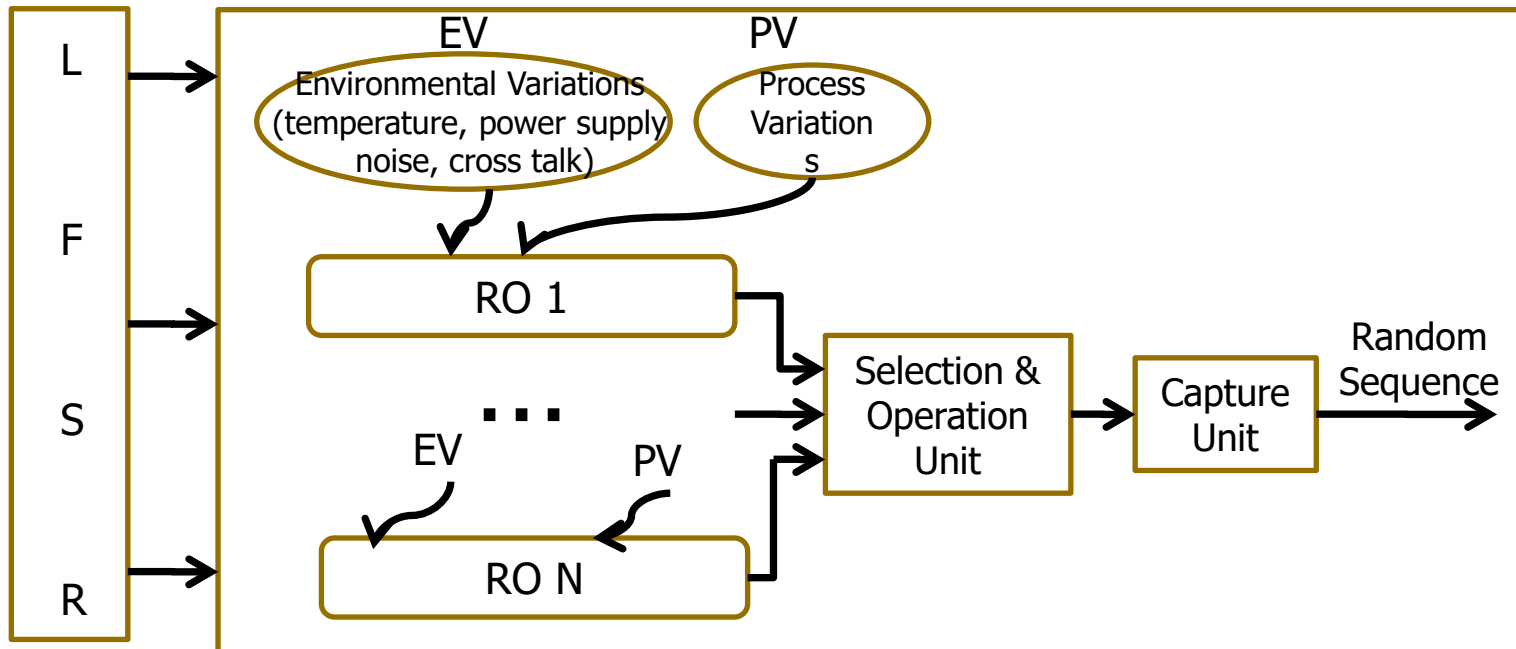 L
F
S
R
EV
PV
Environmental Variations
(temperature, power supply
noise, cross talk)
Process
Variation
s
RO 1
...
EV
PV
RO N
Selection &
Operation
Unit
Capture
Unit
Random
Sequence